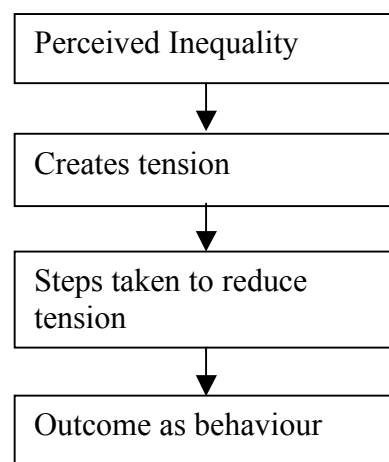 Perceived Inequality
Creates tension
Steps taken to reduce
tension
Outcome as behaviour